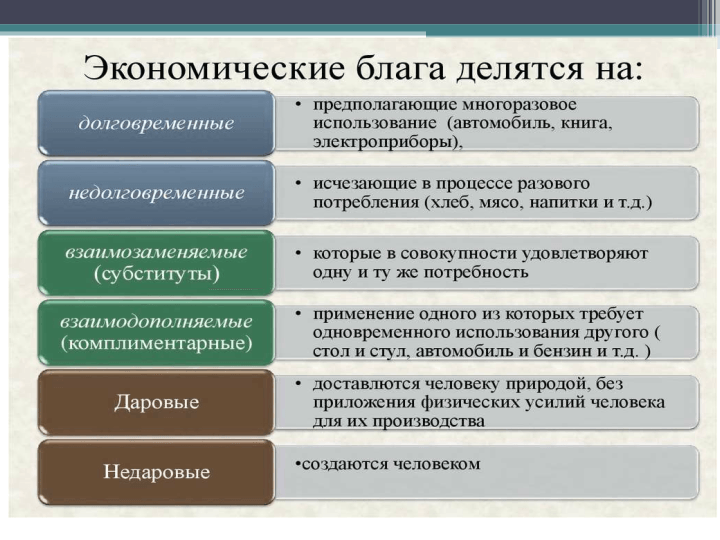 Экономические блага делятся на:
долговременные
• предполагающие многоразовое
использование (автомобиль, книга,
электроприборы),
недолговременные
• исчезающие в процессе разового
потребления (хлеб, мясо, напитки и т.д.)
взаимозаменяемые
(субституты)
• которые в совокупности удовлетворяют
одну и ту же потребность
взаимодополняемые
(комплиментарные)
• применение одного из которых требует
одновременного использования другого (
стол и стул, автомобиль и бензин и т.д. )
Даровые
• доставлются человеку природой, без
приложения физических усилий человека
для их производства
Недаровые
•создаются человеком